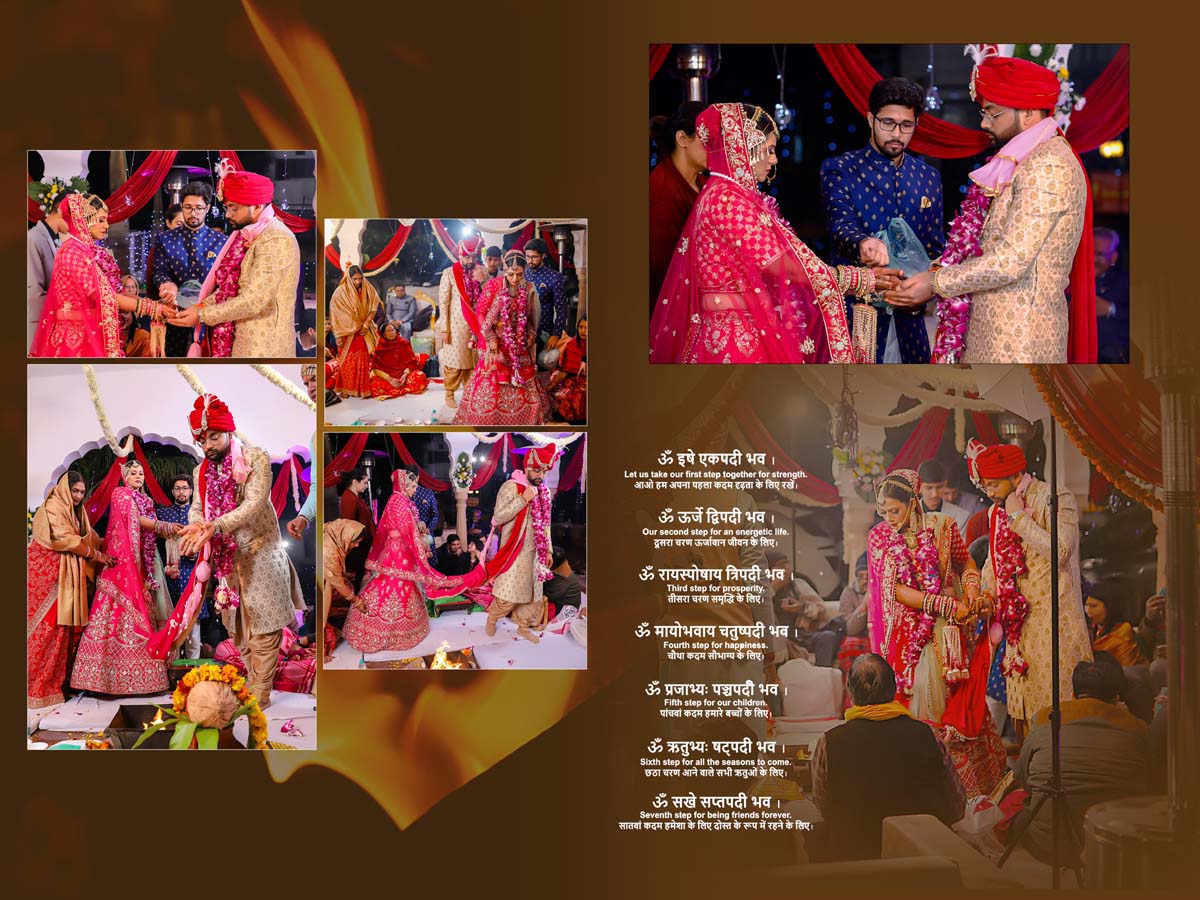 ॐ इषे एकपदी भव ।
Let us take our first step together for strength.
आओ हम अपना पहला कदम दृढ़ता के लिए रखें।
ॐ ऊर्जे द्विपदी भव ।
Our second step for an energetic life.
दूसरा चरण ऊर्जावान जीवन के लिए।
ॐ रायस्पोषाय त्रिपदी भव ।
Third step for prosperity.
तीसरा चरण समृद्धि के लिए।
ॐ मायोभवाय चतुष्पदी भव ।
Fourth step for happiness.
चौथा कदम सौभाग्य के लिए।
ॐ प्रजाभ्यः पञ्चपदी भव ।
Fifth step for our children.
पांचवां कदम हमारे बच्चों के लिए।
ॐ ऋतुभ्यः षट्पदी भव ।
Sixth step for all the seasons to come.
छठा चरण आने वाले सभी ऋतुओं के लिए।
ॐ सखे सप्तपदी भव ।
Seventh step for being friends forever.
सातवां कदम हमेशा के लिए दोस्त के रूप में रहने के लिए।